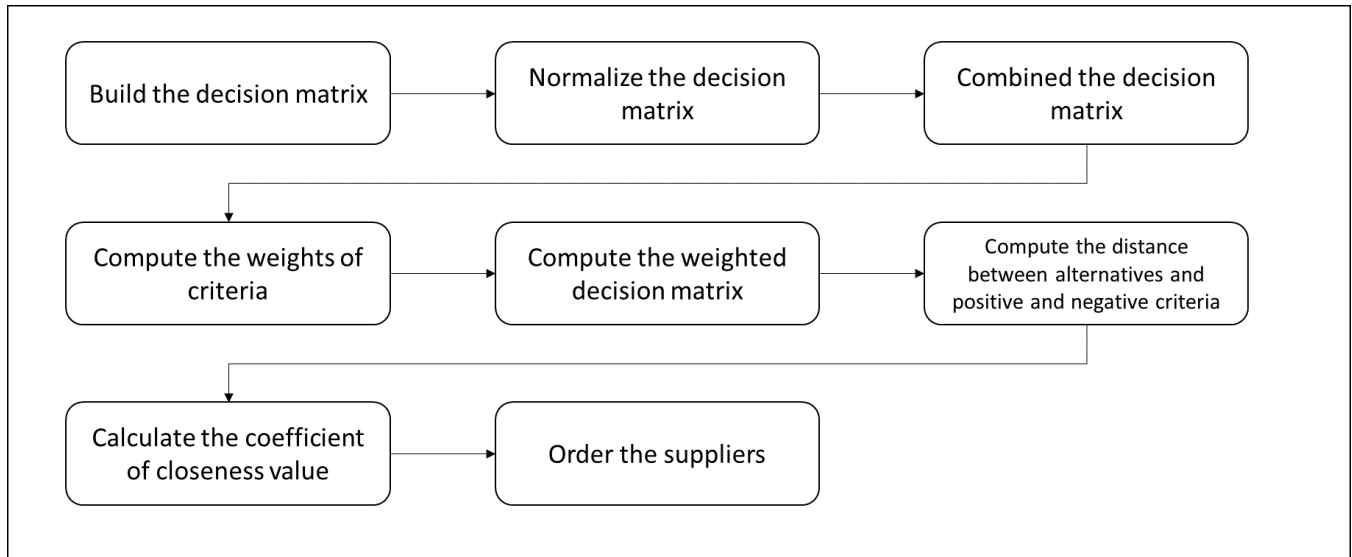 Build the decision matrix
Normalize the decision
matrix
Combined the decision
matrix
Compute the weights of
criteria
Compute the weighted
decision matrix
Compute the distance
between alternatives and
positive and negative criteria
Calculate the coefficient
of closeness value
Order the suppliers